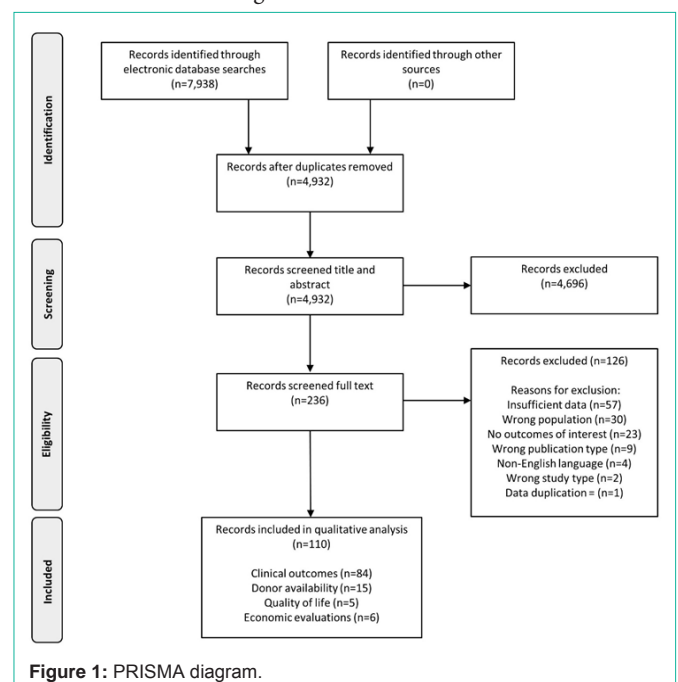 Identification
Records identified through
electronic database searches
(n=7,938)
Records identified through other
sources
(n=0)
Records after duplicates removed
(n=4,932)
Screening
Records screened title and
abstract
(n=4,932)
Records excluded
(n=4,696)
Eligibility
Records screened full text
(n=236)
Records excluded (n=126)
Reasons for exclusion:
Insufficient data (n=57)
Wrong population (n=30)
No outcomes of interest (n=23)
Wrong publication type (n=9)
Non-English language (n=4)
Wrong study type (n=2)
Data duplication = (n=1)
Included
Records included in qualitative analysis
(n=110)
Clinical outcomes (n=84)
Donor availability (n=15)
Quality of life (n=5)
Economic evaluations (n=6)
Figure 1: PRISMA diagram.